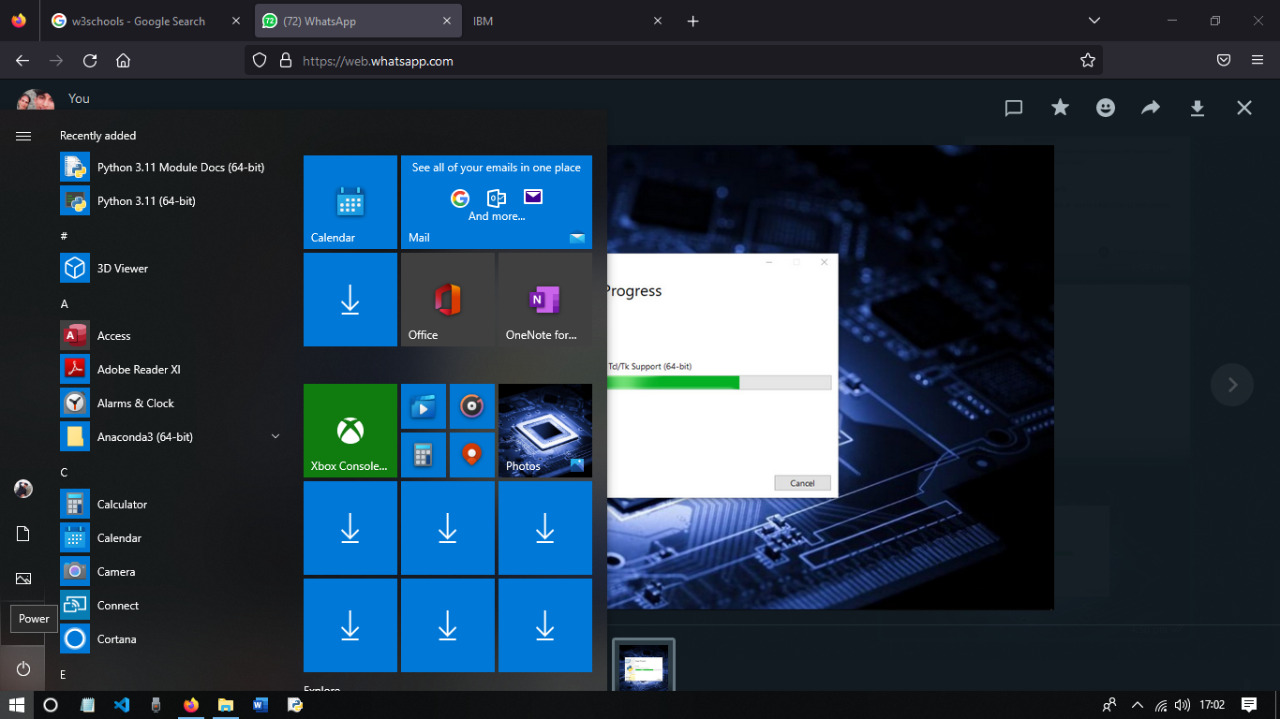 w3schools - Google Search
(72) WhatsApp
IBM
https://web.whatsapp.com
You
Recently added
Python 3.11 Module Docs (64-bit)
Python 3.11 (64-bit)
#
3D Viewer
A
Access
Adobe Reader XI
Alarms & Clock
Anaconda3 (64-bit)
C
Calculator
Calendar
Camera
Connect
Cortana
E
Power
See all of your emails in one place
And more...
Calendar
Mail
Office
OneNote for...
Xbox Console...
Photos
Explore
Progress
Tcl/Tk Support (64-bit)
Cancel
17:02